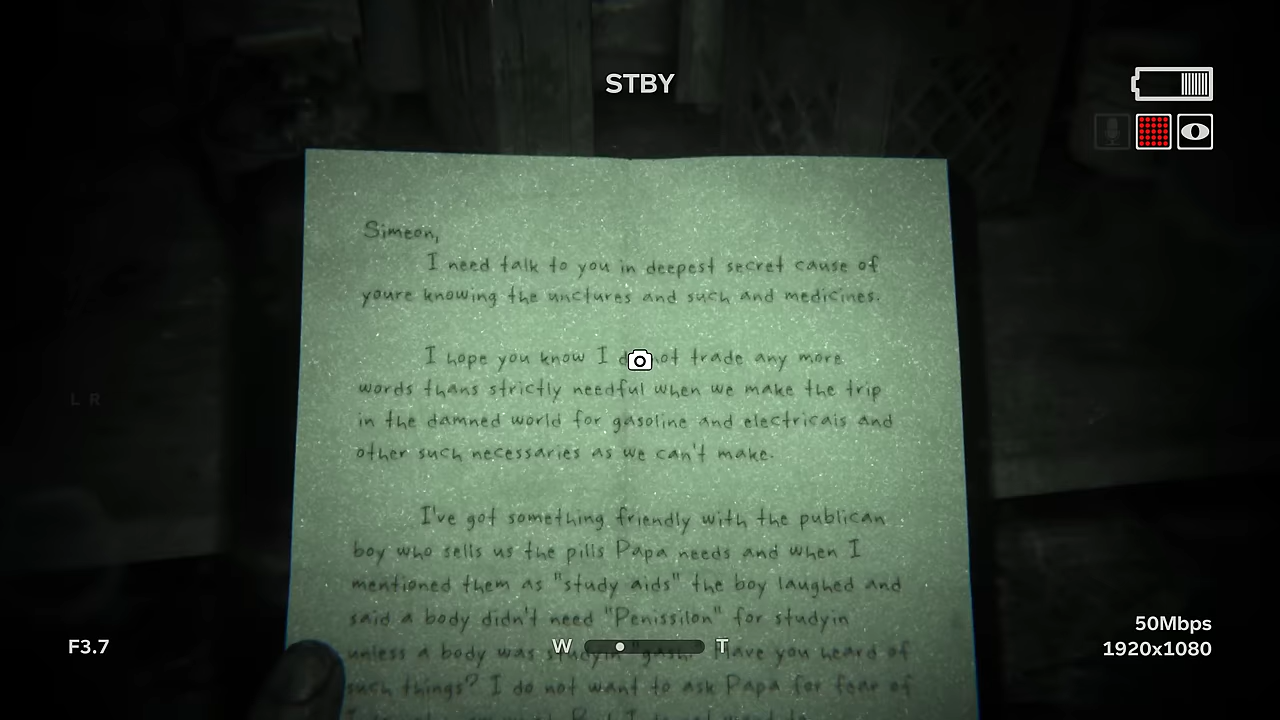 STBY
Simeon,
I need talk to you in deepest secret cause of
youre knowing the unctures and such and medicines.
I hope you know I not trade any more
words thans strictly needful when we make the trip
in the damned world for gasoline and electricals and
other such necessaries as we can't make.
I've got something friendly with the publican
boy who sells us the pills Papa needs and when I
mentioned them as "study aids" the boy laughed and
said a body didn't need "Penissilon" for studyin
unless a body was studyin "gash." Have you heard of
such things? I do not want to ask Papa for fear of
L R
F3.7
W T
50Mbps
1920x1080